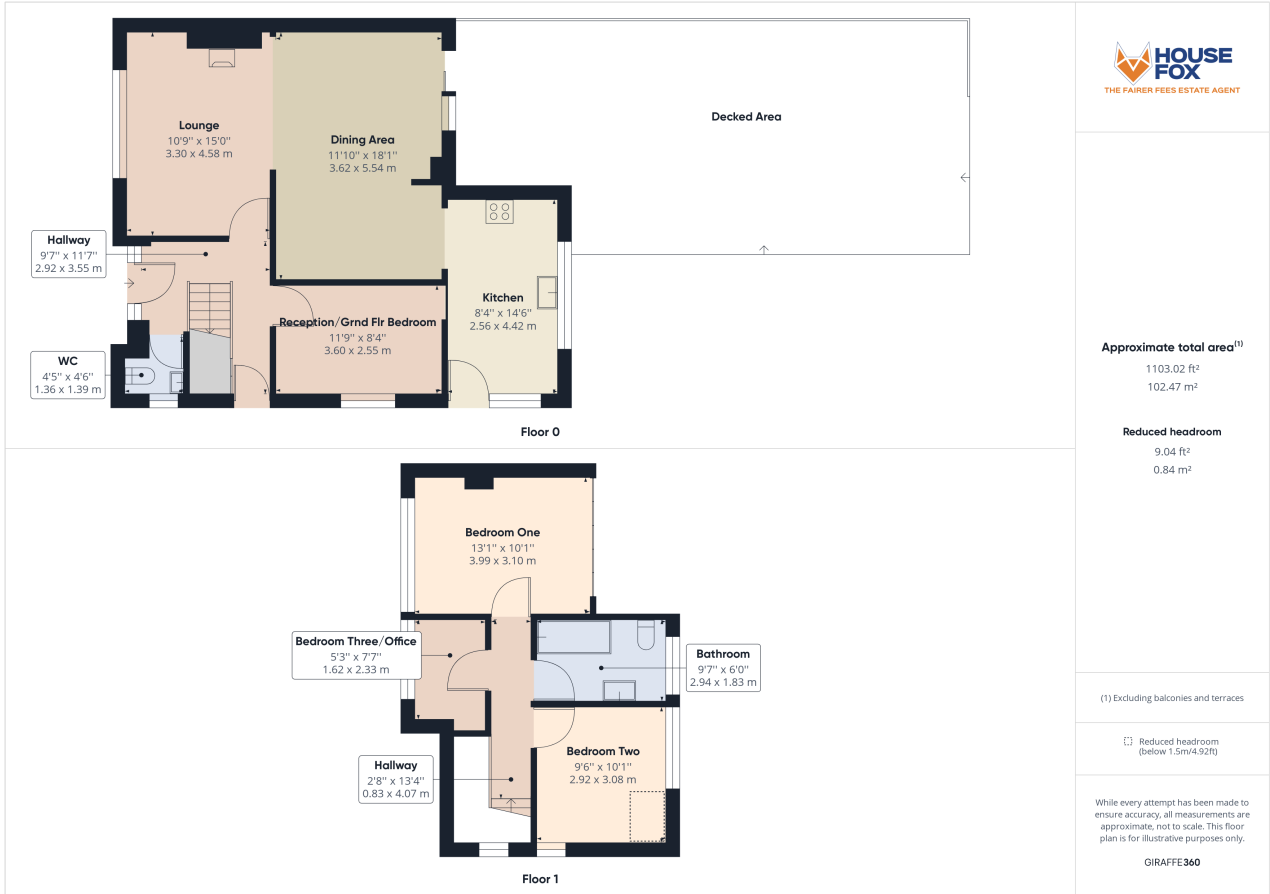 Lounge
10'9'' x 15'0''
3.30 x 4.58 m
Dining Area
11'10'' x 18'1''
3.62 x 5.54 m
Decked Area
Hallway
9'7'' x 11'7''
2.92 x 3.55 m
Kitchen
8'4'' x 14'6''
2.56 x 4.42 m
Reception/Grnd Flr Bedroom
11'9'' x 8'4''
3.60 x 2.55 m
WC
4'5'' x 4'6''
1.36 x 1.39 m
Floor 0
Bedroom One
13'1'' x 10'1''
3.99 x 3.10 m
Bedroom Three/Office
5'3'' x 7'7''
1.62 x 2.33 m
Bathroom
9'7'' x 6'0''
2.94 x 1.83 m
Bedroom Two
9'6'' x 10'1''
2.92 x 3.08 m
Hallway
2'8'' x 13'4''
0.83 x 4.07 m
Floor 1
HOUSE
FOX
THE FAIRER FEES ESTATE AGENT
Approximate total area(1)
1103.02 ft²
102.47 m²
Reduced headroom
9.04 ft²
0.84 m²
(1) Excluding balconies and terraces
Reduced headroom
(below 1.5m/4.92ft)
While every attempt has been made to
ensure accuracy, all measurements are
approximate, not to scale. This floor
plan is for illustrative purposes only.
GIRAFFE360